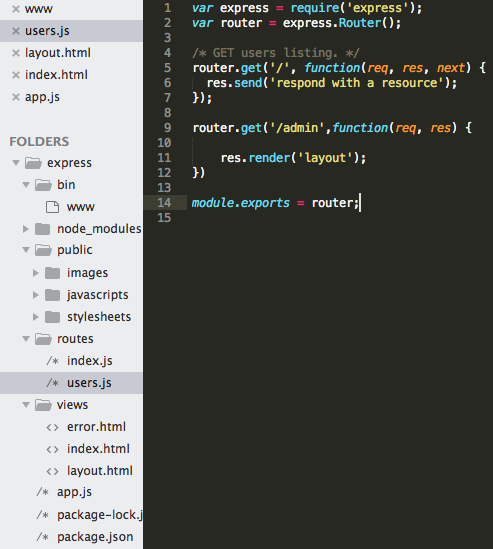 www
users.js
layout.html
index.html
app.js
FOLDERS
express
bin
www
node_modules
public
images
javascripts
stylesheets
routes
index.js
users.js
views
error.html
index.html
layout.html
app.js
package-lock.j
package.json
1 var express = require('express');
2 var router = express.Router();
3
4 /* GET users listing. */
5 router.get('/', function(req, res, next) {
6 res.send('respond with a resource');
7 });
8
9 router.get('/admin',function(req, res) {
10
11 res.render('layout');
12 })
13
14 module.exports = router;
15